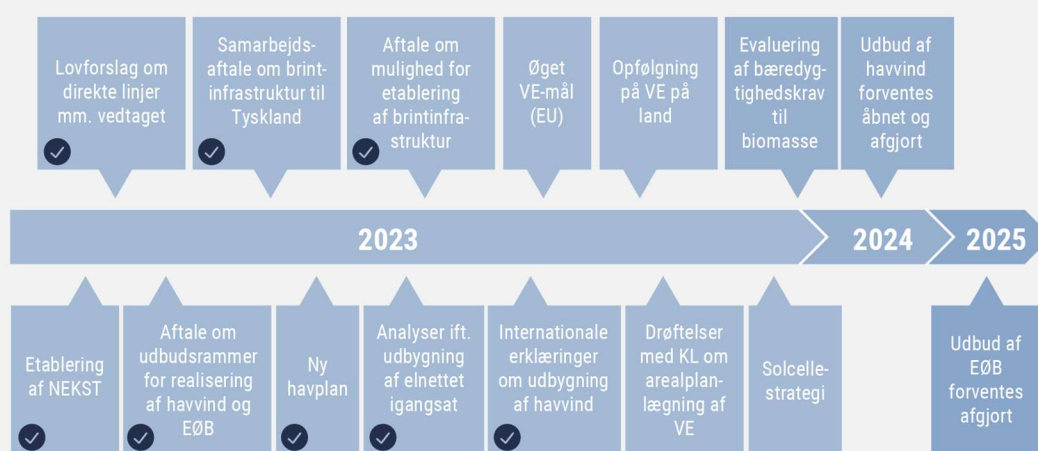 Lovforslag om
direkte linjer
mm. vedtaget
Samarbejds-
aftale om brint-
infrastruktur til
Tyskland
Aftale om
mulighed for
etablering
af brintinfra-
struktur
Øget
VE-mål
(EU)
Opfølgning
på VE på
land
Evaluering
af bæredyg-
tighedskrav
til
biomasse
Udbud af
havvind
forventes
åbnet og
afgjort
2023
2024
2025
Etablering
af NEKST
Aftale om
udbudsrammer
for realisering
af havvind og
EØB
Ny
havplan
Analyser ift.
udbygning
af elnettet
igangsat
Internationale
erklæringer
om udbygning
af havvind
Drøftelser
med KL om
arealplan-
lægning af
VE
Solcelle-
strategi
Udbud af
EØB
forventes
afgjort